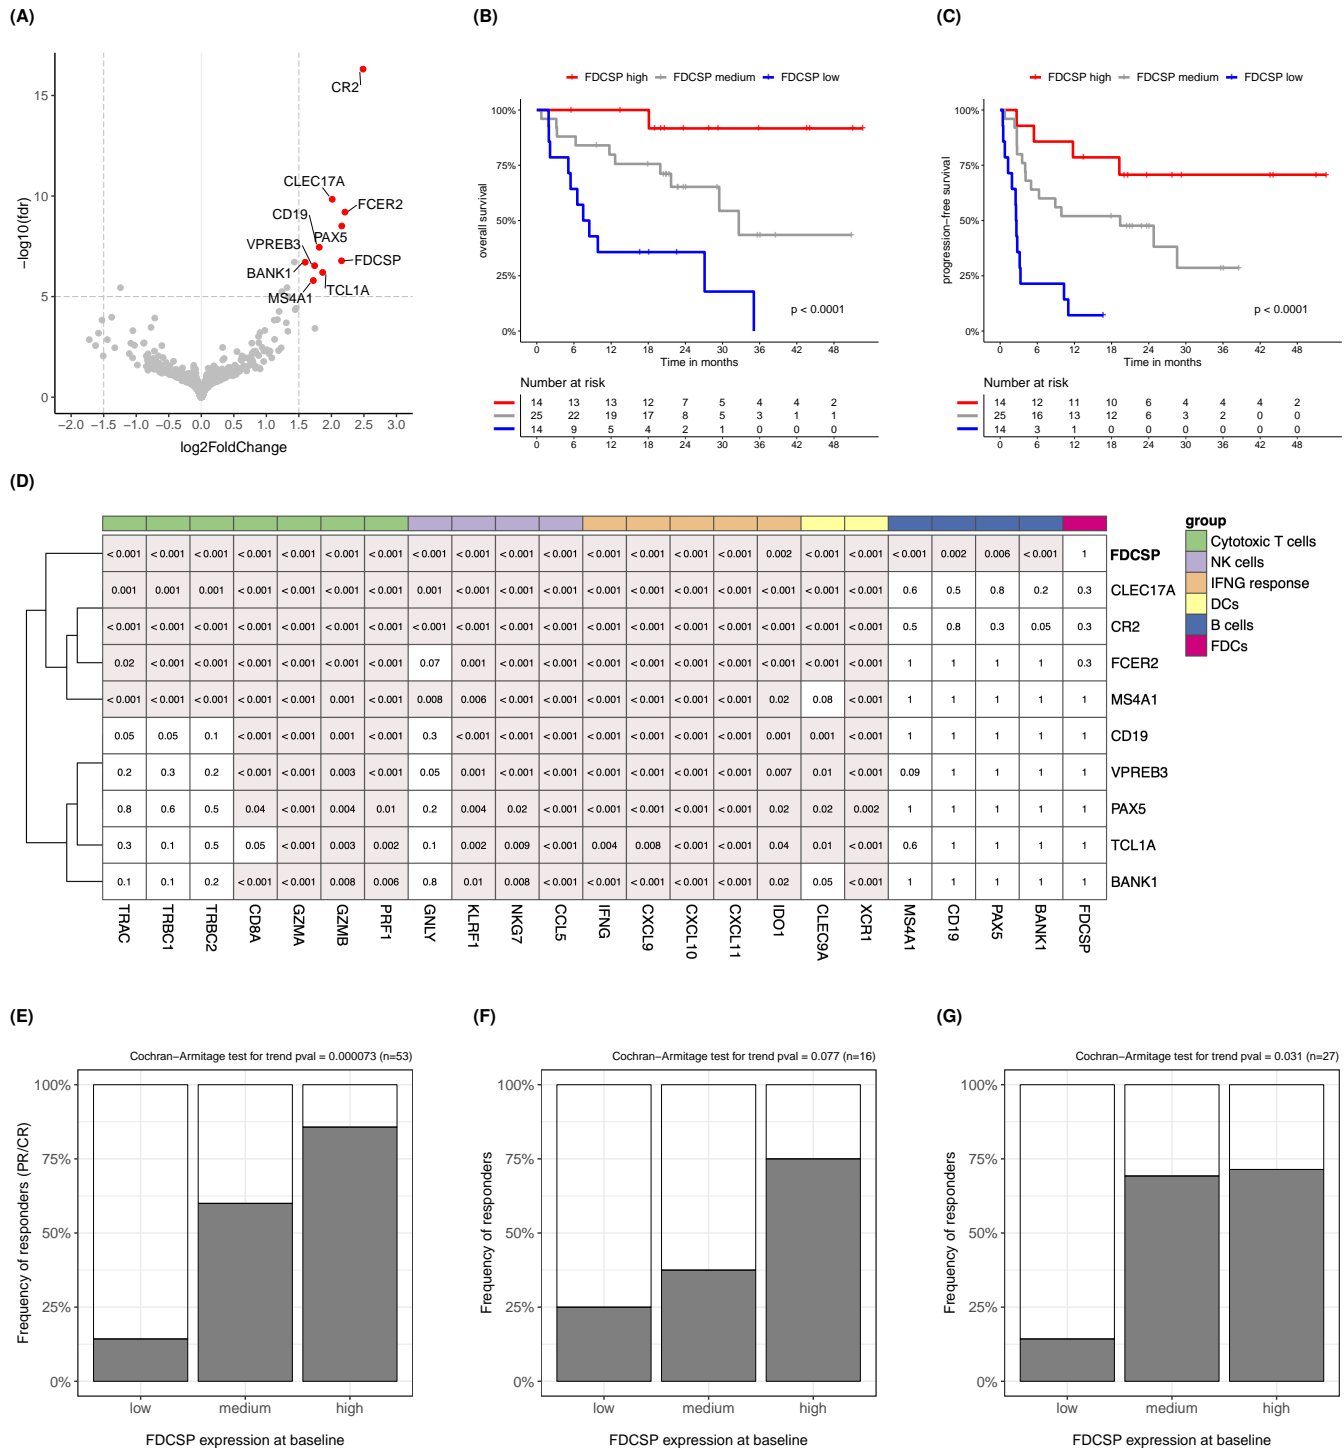 (A)
CR2
CLEC17A
FCER2
CD19
PAX5
VPREB3
FDCSP
BANK1
TCL1A
MS4A1
15
10
5
0
−log10(fdr)
−2.0 −1.5 −1.0 −0.5 0.0 0.5 1.0 1.5 2.0 2.5 3.0
log2FoldChange
(B)
FDCSP high FDCSP medium FDCSP low
100%
75%
50%
25%
0%
overall survival
p < 0.0001
0 6 12 18 24 30 36 42 48
Time in months
Number at risk
14 13 13 12 7 5 4 4 2
25 22 19 17 8 5 3 1 1
14 9 5 4 2 1 0 0 0
0 6 12 18 24 30 36 42 48
(C)
FDCSP high FDCSP medium FDCSP low
100%
75%
50%
25%
0%
progression−free survival
p < 0.0001
0 6 12 18 24 30 36 42 48
Time in months
Number at risk
14 12 11 10 6 4 4 4 2
25 16 13 12 6 3 2 0 0
14 3 1 0 0 0 0 0 0
0 6 12 18 24 30 36 42 48
(D)
< 0.001 < 0.001 < 0.001 < 0.001 < 0.001 < 0.001 < 0.001 < 0.001 < 0.001 < 0.001 < 0.001 < 0.001 < 0.001 < 0.001 < 0.001 0.002 < 0.001 < 0.001 < 0.001 0.002 0.006 < 0.001 1 FDCSP
0.001 0.001 0.001 < 0.001 < 0.001 < 0.001 < 0.001 0.001 < 0.001 < 0.001 < 0.001 < 0.001 < 0.001 < 0.001 < 0.001 < 0.001 < 0.001 < 0.001 0.6 0.5 0.8 0.2 0.3 CLEC17A
< 0.001 < 0.001 < 0.001 < 0.001 < 0.001 < 0.001 < 0.001 < 0.001 < 0.001 < 0.001 < 0.001 < 0.001 < 0.001 < 0.001 < 0.001 < 0.001 < 0.001 < 0.001 0.5 0.8 0.3 0.05 0.3 CR2
0.02 < 0.001 < 0.001 < 0.001 < 0.001 < 0.001 < 0.001 0.07 0.001 < 0.001 < 0.001 < 0.001 < 0.001 < 0.001 < 0.001 < 0.001 < 0.001 < 0.001 1 1 1 1 0.3 FCER2
< 0.001 < 0.001 < 0.001 < 0.001 < 0.001 0.001 < 0.001 0.008 0.006 < 0.001 < 0.001 < 0.001 < 0.001 < 0.001 < 0.001 0.02 0.08 < 0.001 1 1 1 1 1 MS4A1
0.05 0.05 0.1 < 0.001 < 0.001 0.001 < 0.001 0.3 < 0.001 < 0.001 < 0.001 < 0.001 < 0.001 < 0.001 < 0.001 0.001 0.001 < 0.001 1 1 1 1 1 CD19
0.2 0.3 0.2 < 0.001 < 0.001 0.003 < 0.001 0.05 0.001 < 0.001 < 0.001 < 0.001 < 0.001 < 0.001 < 0.001 0.007 0.01 < 0.001 0.09 1 1 1 1 VPREB3
0.8 0.6 0.5 0.04 < 0.001 0.004 0.01 0.2 0.004 0.02 < 0.001 < 0.001 < 0.001 < 0.001 < 0.001 0.02 0.02 0.002 1 1 1 1 1 PAX5
0.3 0.1 0.5 0.05 < 0.001 0.003 0.002 0.1 0.002 0.009 < 0.001 0.004 0.008 < 0.001 < 0.001 0.04 0.01 < 0.001 0.6 1 1 1 1 TCL1A
0.1 0.1 0.2 < 0.001 < 0.001 0.008 0.006 0.8 0.01 0.008 < 0.001 < 0.001 < 0.001 < 0.001 < 0.001 0.02 0.05 < 0.001 1 1 1 1 1 BANK1
TRAC TRBC1 TRBC2 CD8A GZMA GZMB PRF1 GNLY KLRF1 NKG7 CCL5 IFNG CXCL9 CXCL10 CXCL11 IDO1 CLEC9A XCR1 MS4A1 CD19 PAX5 BANK1 FDCSP
group
Cytotoxic T cells
NK cells
IFNG response
DCs
B cells
FDCs
(E)
Cochran−Armitage test for trend pval = 0.000073 (n=53)
100%
75%
50%
25%
0%
Frequency of responders (PR/CR)
low medium high
FDCSP expression at baseline
(F)
Cochran−Armitage test for trend pval = 0.077 (n=16)
100%
75%
50%
25%
0%
Frequency of responders
low medium high
FDCSP expression at baseline
(G)
Cochran−Armitage test for trend pval = 0.031 (n=27)
100%
75%
50%
25%
0%
Frequency of responders
low medium high
FDCSP expression at baseline